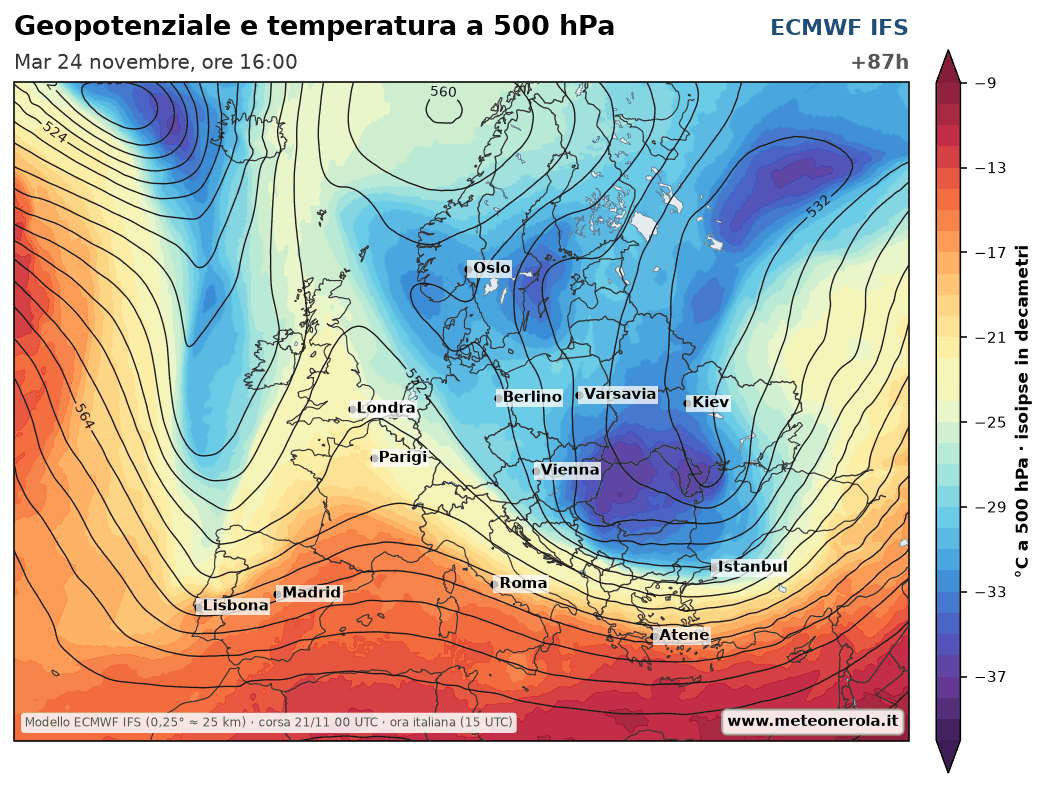 Geopotenziale e temperatura a 500 hPa
ECMWF IFS
Mar 24 novembre, ore 16:00
+87h
560
524
532
564
Oslo
Londra
Berlino
Varsavia
Kiev
Parigi
Vienna
Istanbul
Roma
Madrid
Lisbona
Atene
−9
−13
−17
−21
−25
−29
−33
−37
°C a 500 hPa · isoipse in decametri
Modello ECMWF IFS (0,25° ≈ 25 km) · corsa 21/11 00 UTC · ora italiana (15 UTC)
www.meteonerola.it